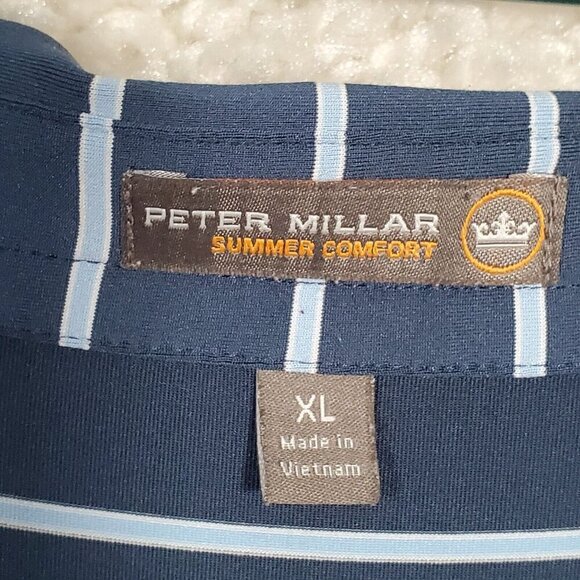 PETER MILLAR
SUMMER COMFORT
XL
Made in
Vietnam